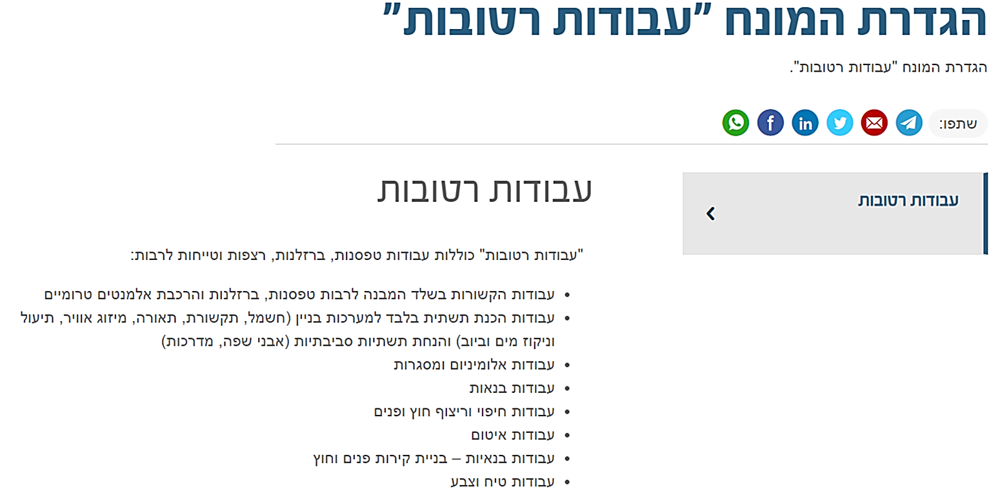 הגדרת המונח "עבודות רטובות"
הגדרת המונח "עבודות רטובות".
שתפו:
עבודות רטובות
עבודות רטובות
"עבודות רטובות" כוללות עבודות טפסנות, ברזלנות, רצפות וטייחות לרבות:
• עבודות הקשורות בשלד המבנה לרבות טפסנות, ברזלנות והרכבת אלמנטים טרומיים
• עבודות הכנת תשתית בלבד למערכות בניין (חשמל, תקשורת, תאורה, מיזוג אוויר, תיעול
וניקוז מים וביוב) והנחת תשתיות סביבתיות (אבני שפה, מדרכות)
• עבודות אלומיניום ומסגרות
• עבודות בנאות
• עבודות חיפוי וריצוף חוץ ופנים
• עבודות איטום
• עבודות בנאיות – בניית קירות פנים וחוץ
• עבודות טיח וצבע